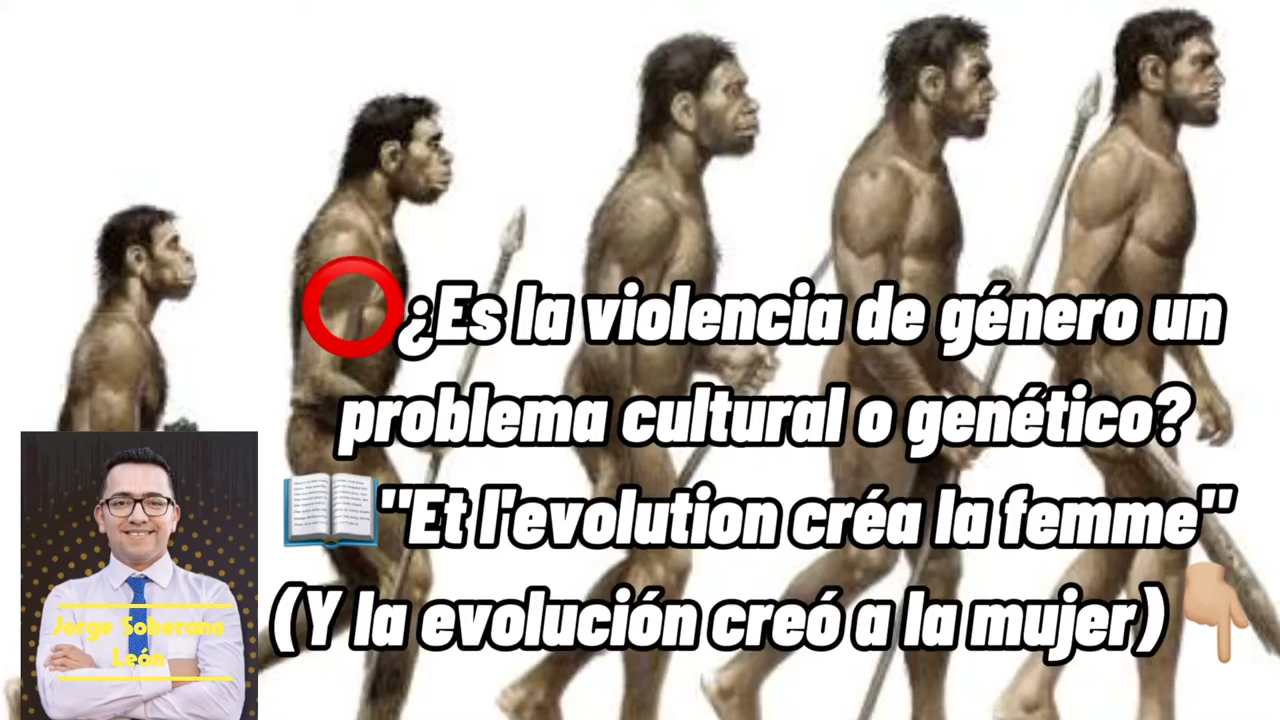 ¿Es la violencia de género un
problema cultural o genético?
"Et l'evolution créa la femme"
(Y la evolución creó a la mujer)
Jorge Soberano
León